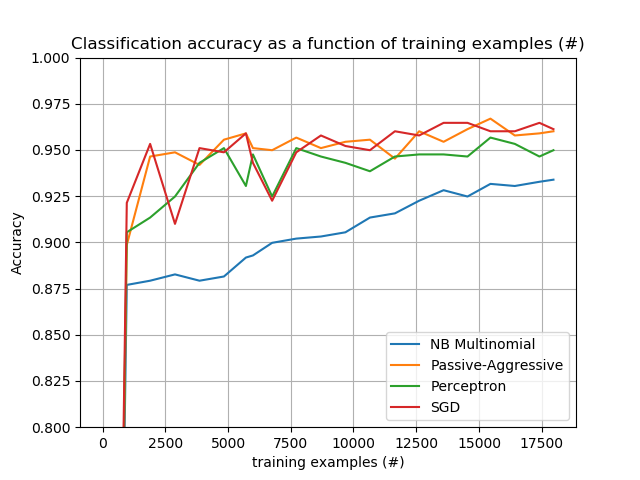 Classification accuracy as a function of training examples (#)
1.000
0.975
0.950
0.925
0.900
0.875
0.850
0.825
0.800
Accuracy
NB Multinomial
Passive-Aggressive
Perceptron
SGD
0 2500 5000 7500 10000 12500 15000 17500
training examples (#)